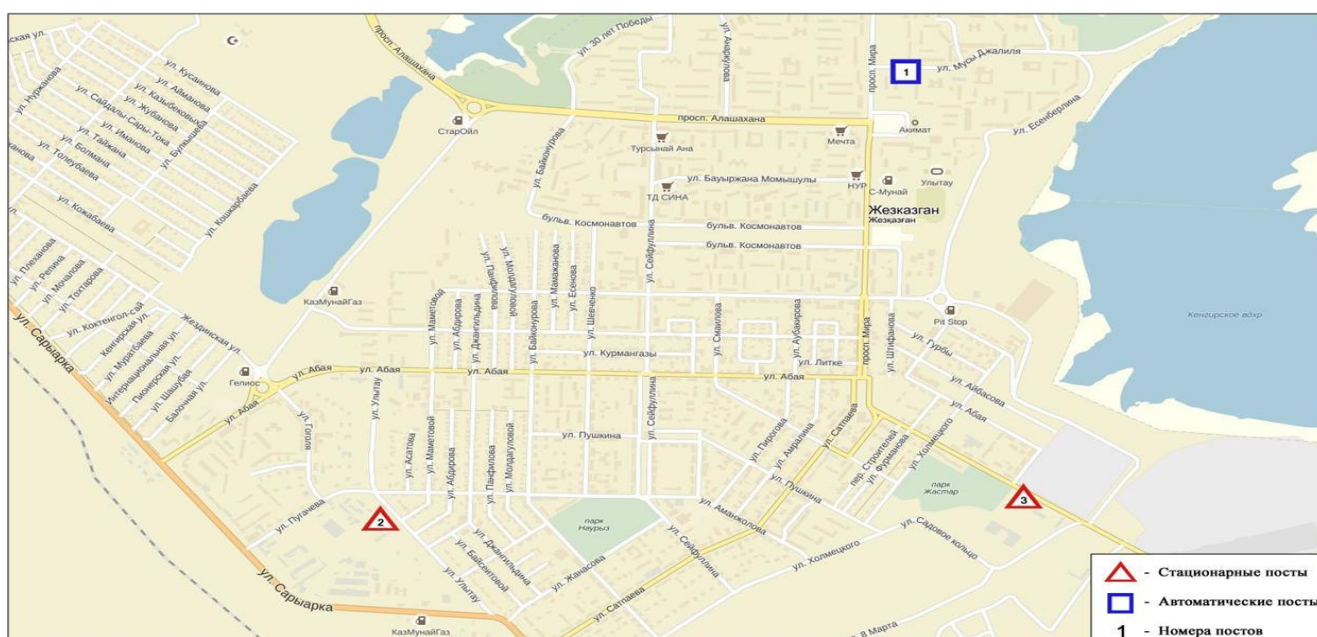 ул. 30 лет Победы
ул. Анаркулова
просп. Мира
ул. Мусы Джалиля
1
просп. Алашахана
ул. Кусаинова
ул. Айманова
ул. Казыбековых
ул. Жубанова
ул. Сайдалы-Сары-Тока
ул. Иманова
ул. Тайжана
ул. Болмана
ул. Толеубаева
ул. Нуржанова
ул. Булкышева
ул. Кожабаева
ул. Кошкарбаева
СтарОйл
просп. Алашахана
ул. Байконурова
Турсынай Ана
Мечта
Акимат
ул. Есенберлина
ул. Бауыржана Момышулы
НУР
С-Мунай
Улытау
ТД СИНА
Жезказган
Жезқазған
бульв. Космонавтов
бульв. Космонавтов
бульв. Космонавтов
ул. Сейфуллина
ул. Плеханова
ул. Репина
ул. Мочалова
ул. Тохтарова
ул. Коктенгол-сай
Кенгирская ул.
ул. Муратбаева
Интернациональная ул.
Пионерская ул.
ул. Шашубая
Балочная ул.
Жездинская ул.
ул. Сарыарка
КазМунайГаз
Гелиос
ул. Маметовой
ул. Абдирова
ул. Джангильдина
ул. Панфилова
ул. Молдагуловой
ул. Байконурова
ул. Мамажанова
ул. Есенова
ул. Шевченко
ул. Курмангазы
ул. Смаилова
ул. Аубакирова
ул. Литке
просп. Мира
ул. Штифанова
Pit Stop
Кенгирское вдхр
ул. Гурбы
ул. Айбасова
ул. Абая
ул. Абая
ул. Абая
ул. Абая
ул. Абая
ул. Абая
ул. Гоголя
ул. Улытау
ул. Асатова
ул. Маметовой
ул. Абдирова
ул. Панфилова
ул. Молдагуловой
ул. Пушкина
ул. Сейфуллина
ул. Пирогова
ул. Амралина
ул. Сатпаева
пер. Строителей
ул. Фурманова
ул. Холмецкого
ул. Пушкина
парк
Жастар
3
ул. Пугачева
2
парк
Наурыз
ул. Аманжолова
ул. Садовое кольцо
ул. Джангильдина
ул. Байсеитовой
ул. Улытау
ул. Жанасова
ул. Сейфуллина
ул. Холмецкого
ул. Сатпаева
ул. Сарыарка
КазМунайГаз
8 Марта
- Стационарные посты
- Автоматические посты
1 - Номера постов